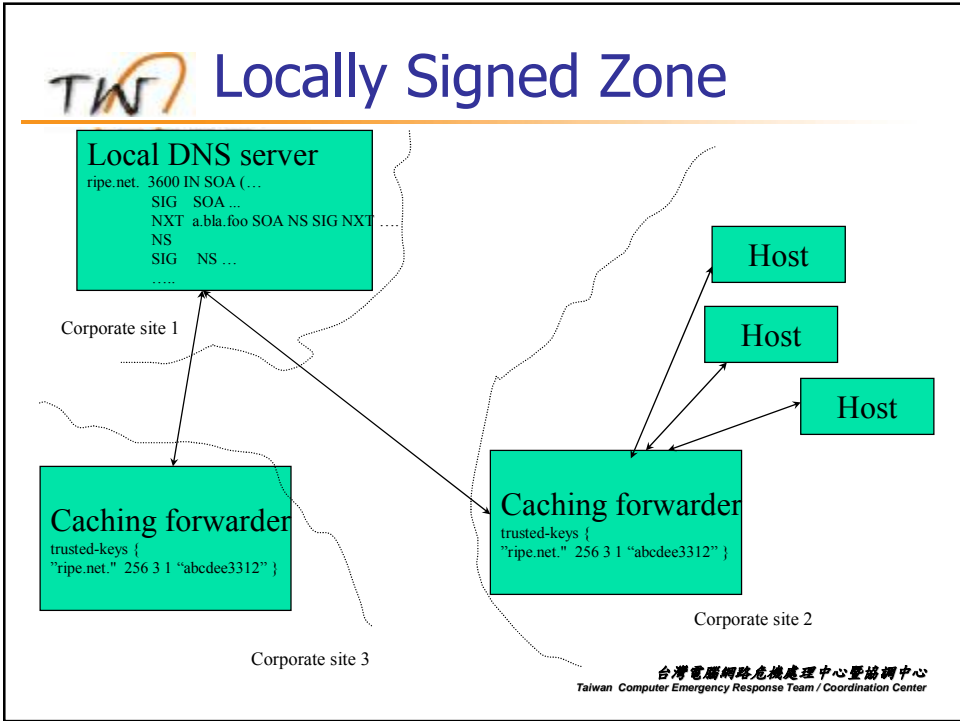 TW
Locally Signed Zone
Local DNS server
ripe.net. 3600 IN SOA (…
SIG SOA ...
NXT a.bla.foo SOA NS SIG NXT ….
NS
SIG NS …
…..
Corporate site 1
Host
Host
Host
Caching forwarder
trusted-keys {
”ripe.net." 256 3 1 “abcdee3312” }
Corporate site 3
Caching forwarder
trusted-keys {
”ripe.net." 256 3 1 “abcdee3312” }
Corporate site 2
台灣電腦網路危機處理中心暨協調中心
Taiwan Computer Emergency Response Team / Coordination Center